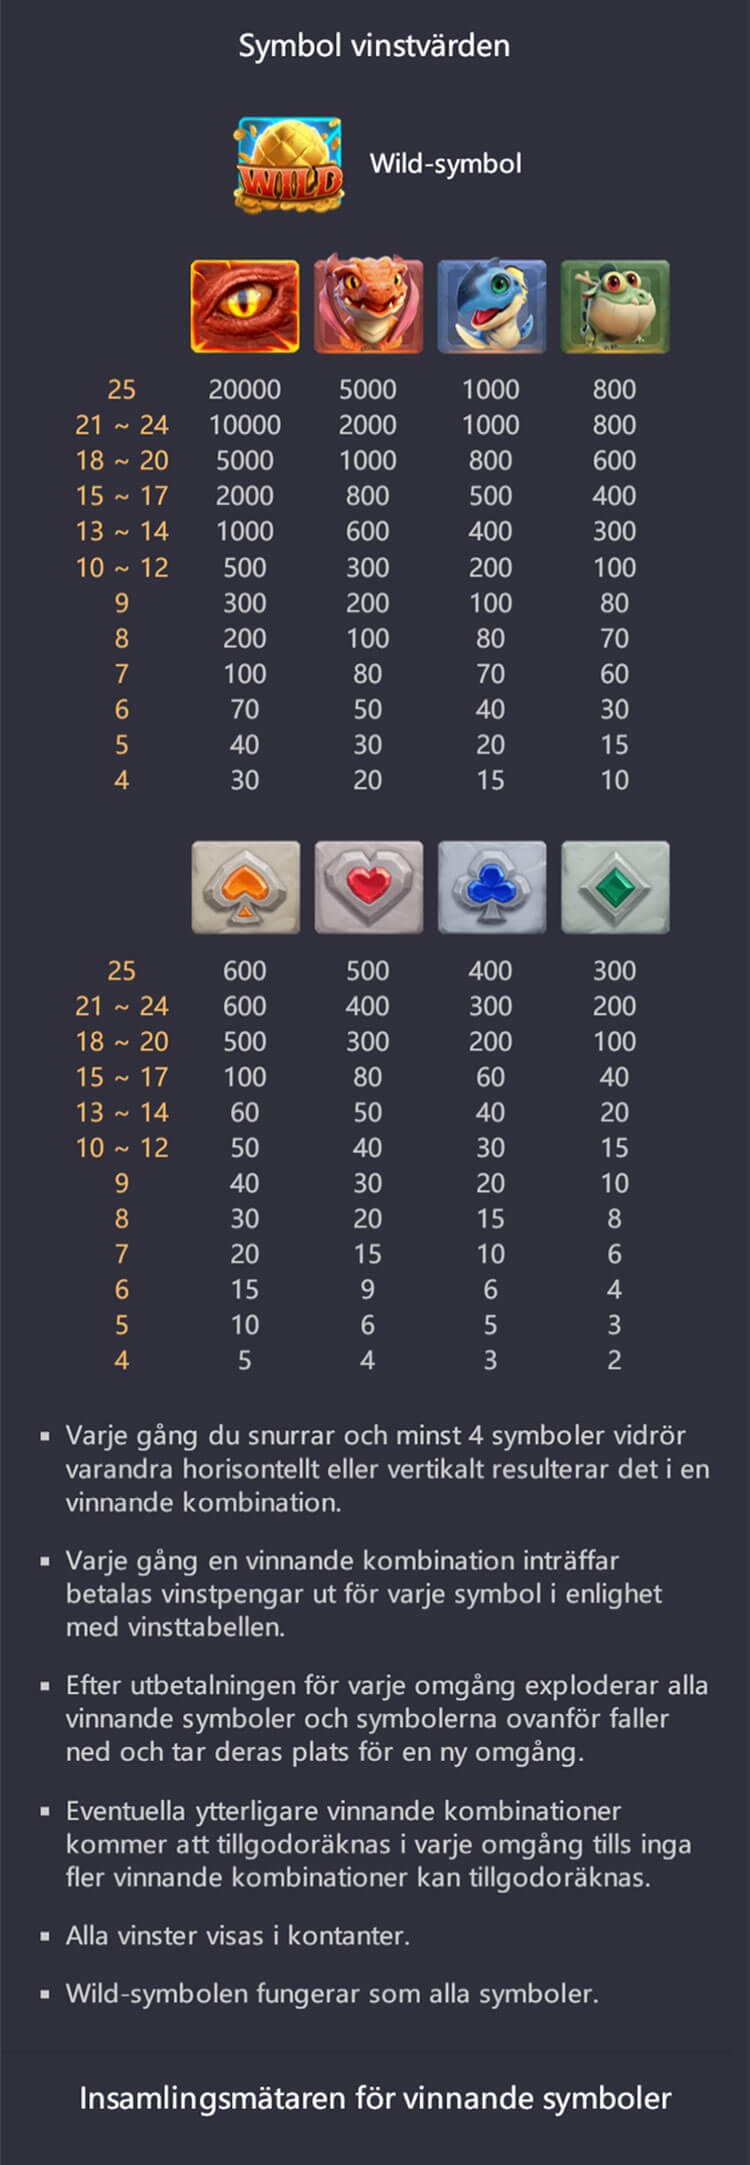 Symbol vinstvärden
WILD
Wild-symbol
25 20000 5000 1000 800
21 ~ 24 10000 2000 1000 800
18 ~ 20 5000 1000 800 600
15 ~ 17 2000 800 500 400
13 ~ 14 1000 600 400 300
10 ~ 12 500 300 200 100
9 300 200 100 80
8 200 100 80 70
7 100 80 70 60
6 70 50 40 30
5 40 30 20 15
4 30 20 15 10
25 600 500 400 300
21 ~ 24 600 400 300 200
18 ~ 20 500 300 200 100
15 ~ 17 100 80 60 40
13 ~ 14 60 50 40 20
10 ~ 12 50 40 30 15
9 40 30 20 10
8 30 20 15 8
7 20 15 10 6
6 15 9 6 4
5 10 6 5 3
4 5 4 3 2
▪ Varje gång du snurrar och minst 4 symboler vidrör
varandra horisontellt eller vertikalt resulterar det i en
vinnande kombination.
▪ Varje gång en vinnande kombination inträffar
betalas vinstpengar ut för varje symbol i enlighet
med vinsttabellen.
▪ Efter utbetalningen för varje omgång exploderar alla
vinnande symboler och symbolerna ovanför faller
ned och tar deras plats för en ny omgång.
▪ Eventuella ytterligare vinnande kombinationer
kommer att tillgodoräknas i varje omgång tills inga
fler vinnande kombinationer kan tillgodoräknas.
▪ Alla vinster visas i kontanter.
▪ Wild-symbolen fungerar som alla symboler.
Insamlingsmätaren för vinnande symboler